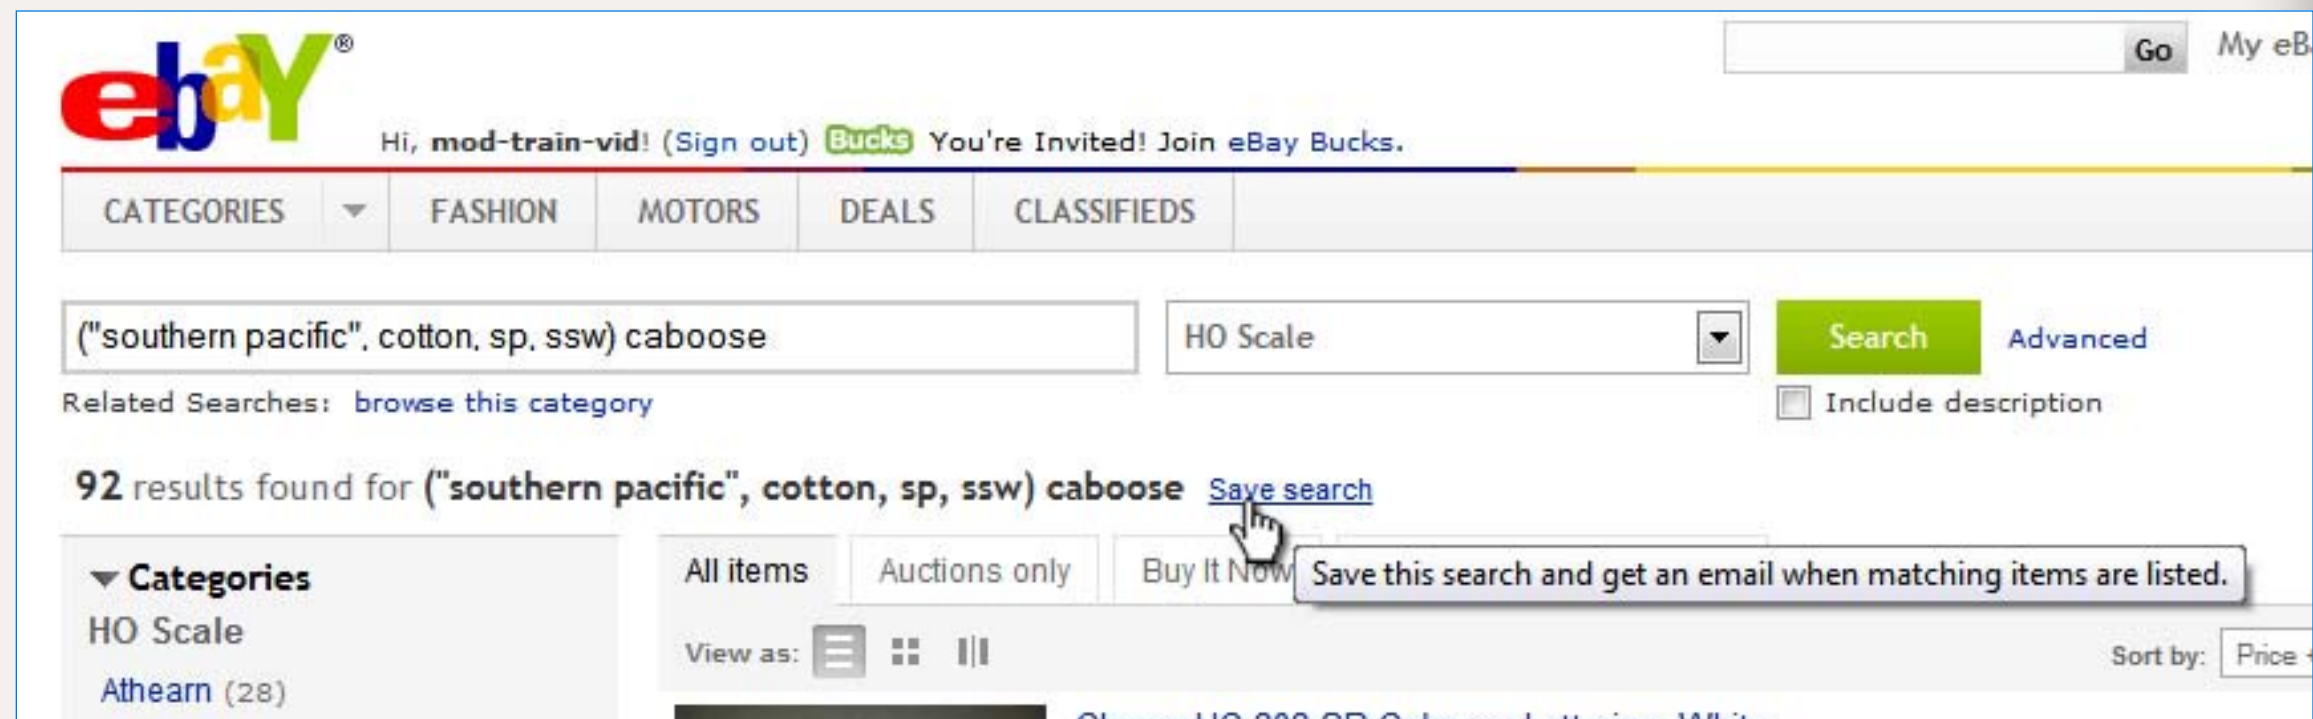 ebaY®
Go My eB
Hi, mod-train-vid! (Sign out) Bucks You're Invited! Join eBay Bucks.
CATEGORIES FASHION MOTORS DEALS CLASSIFIEDS
("southern pacific", cotton, sp, ssw) caboose HO Scale Search Advanced
Related Searches: browse this category Include description
92 results found for ("southern pacific", cotton, sp, ssw) caboose Save search
Categories All items Auctions only Buy It Now Save this search and get an email when matching items are listed.
HO Scale
View as: Sort by: Price +
Athearn (28)